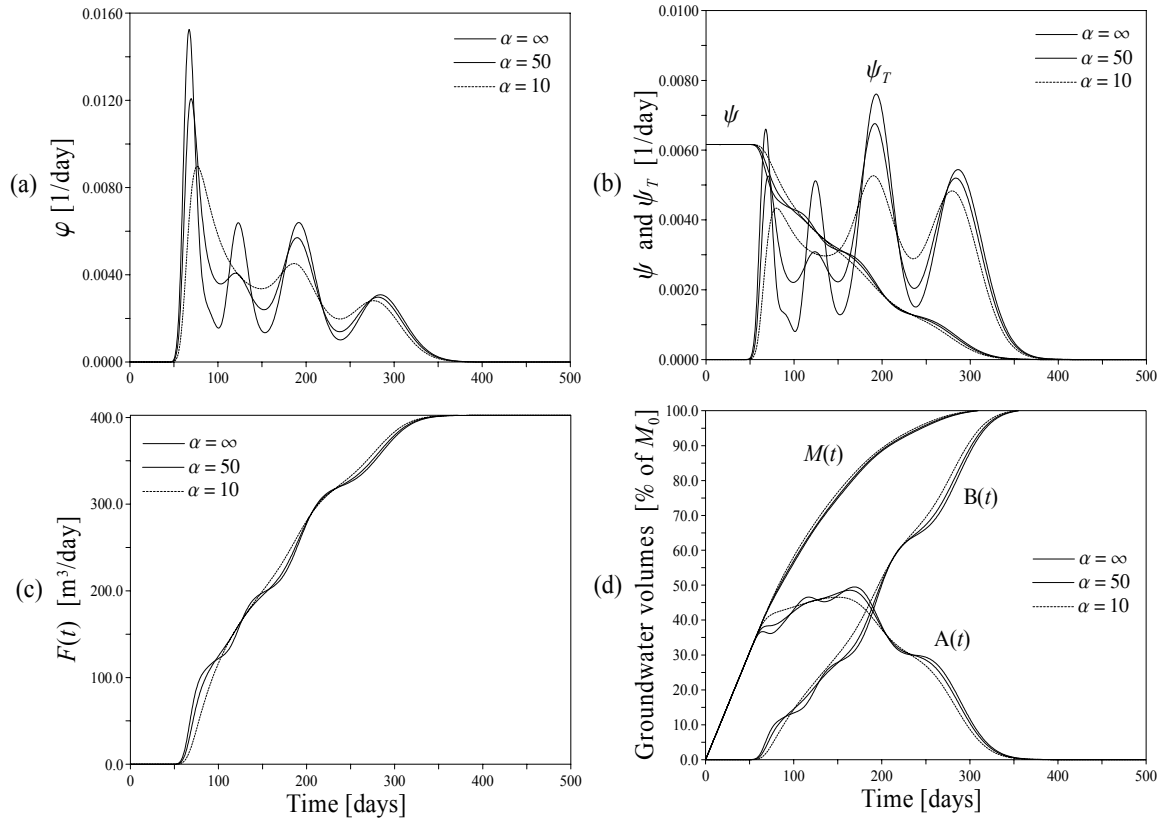 (a)
φ [1/day]
0.0160
0.0120
0.0080
0.0040
0.0000
α = ∞
α = 50
α = 10
0 100 200 300 400 500
(b)
ψ and ψ_T [1/day]
0.0100
0.0080
0.0060
0.0040
0.0020
0.0000
ψ
ψ_T
α = ∞
α = 50
α = 10
0 100 200 300 400 500
(c)
F(t) [m³/day]
400.0
300.0
200.0
100.0
0.0
α = ∞
α = 50
α = 10
0 100 200 300 400 500
Time [days]
(d)
Groundwater volumes [% of M₀]
100.0
90.0
80.0
70.0
60.0
50.0
40.0
30.0
20.0
10.0
0.0
M(t)
B(t)
A(t)
α = ∞
α = 50
α = 10
0 100 200 300 400 500
Time [days]